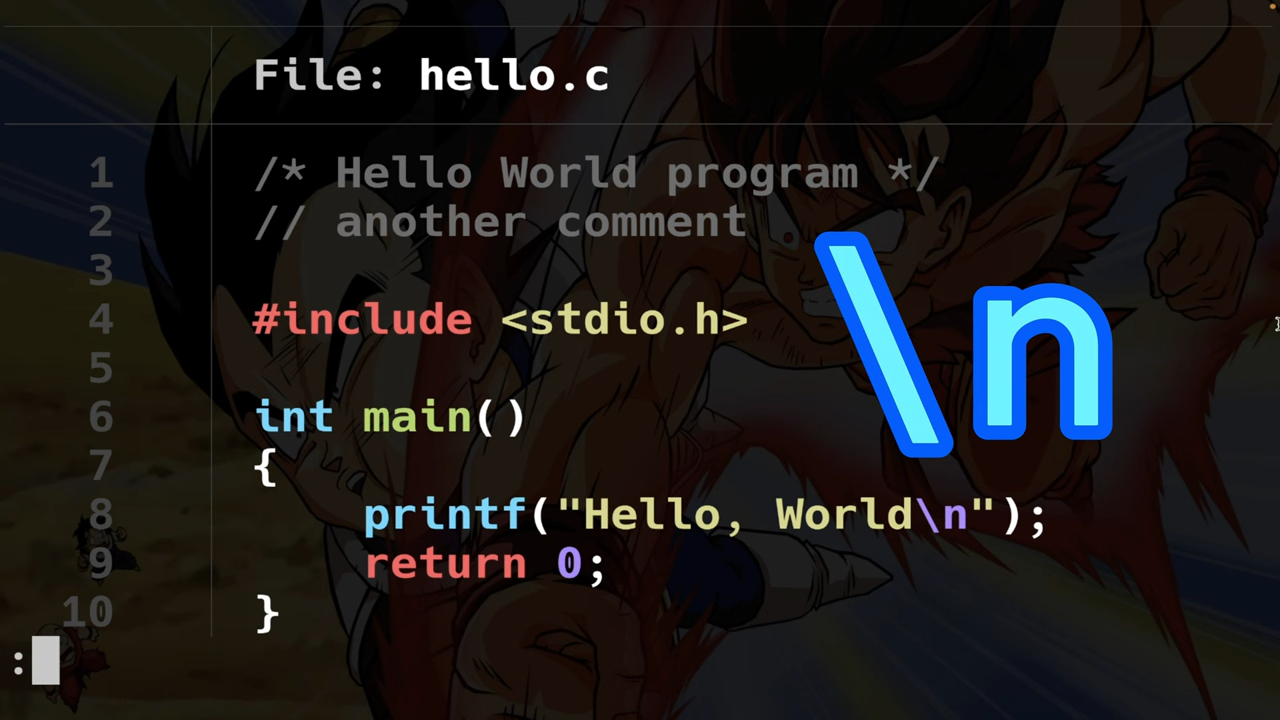 File: hello.c
1 /* Hello World program */
2 // another comment
3
4 #include <stdio.h>
5
6 int main()
7 {
8     printf("Hello, World\n");
9     return 0;
10 }
:
\n